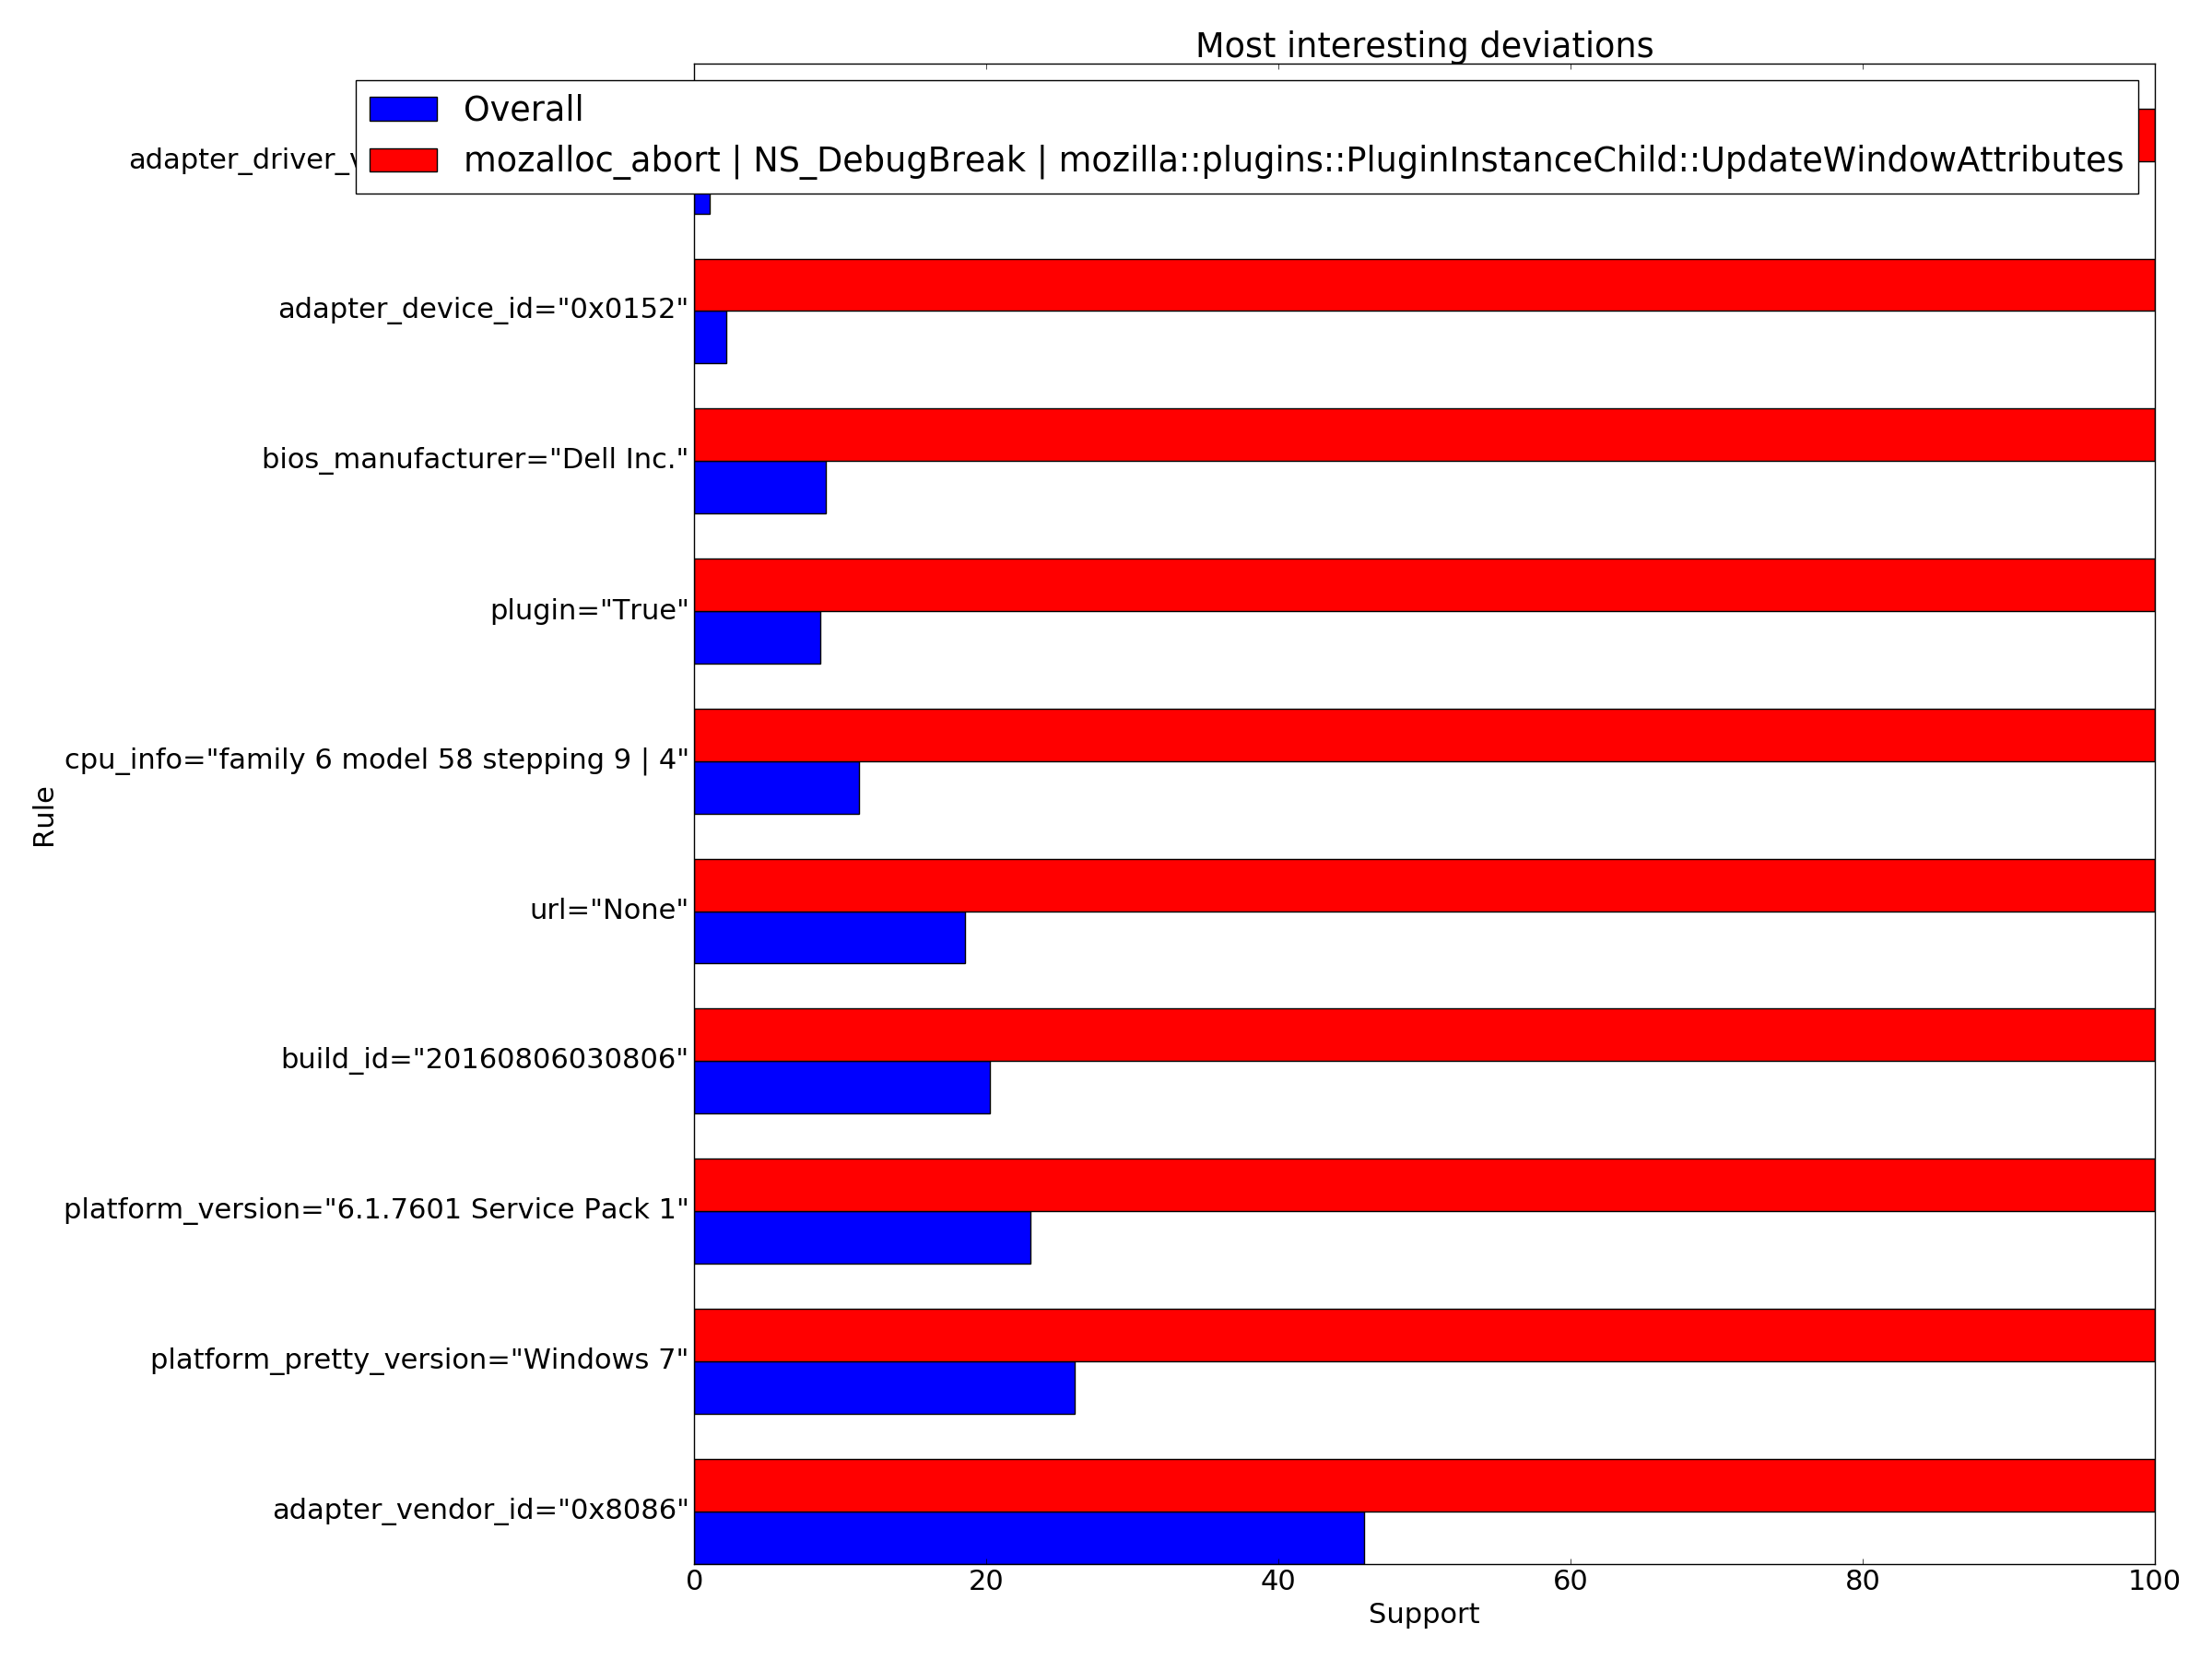 Most interesting deviations
Overall
mozalloc_abort | NS_DebugBreak | mozilla::plugins::PluginInstanceChild::UpdateWindowAttributes
adapter_driver_
adapter_device_id="0x0152"
bios_manufacturer="Dell Inc."
plugin="True"
cpu_info="family 6 model 58 stepping 9 | 4"
url="None"
build_id="20160806030806"
platform_version="6.1.7601 Service Pack 1"
platform_pretty_version="Windows 7"
adapter_vendor_id="0x8086"
Rule
0 20 40 60 80 100
Support